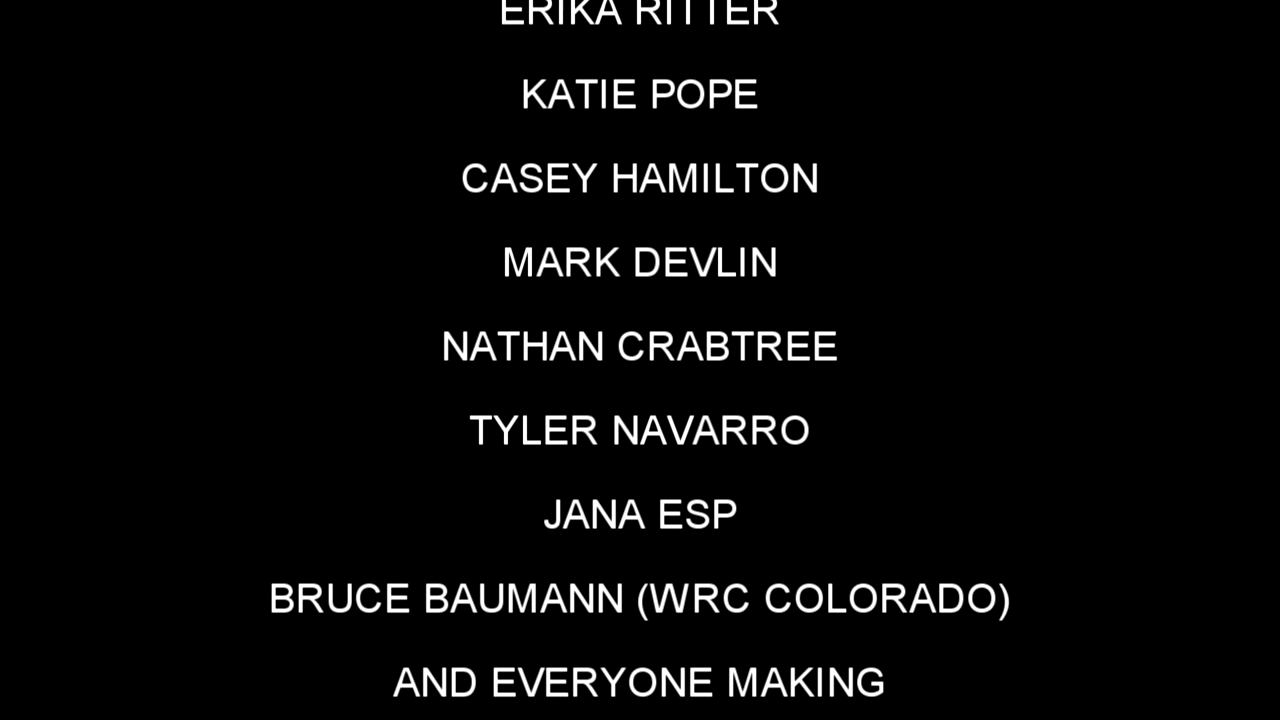 ERIKA RITTER
KATIE POPE
CASEY HAMILTON
MARK DEVLIN
NATHAN CRABTREE
TYLER NAVARRO
JANA ESP
BRUCE BAUMANN (WRC COLORADO)
AND EVERYONE MAKING